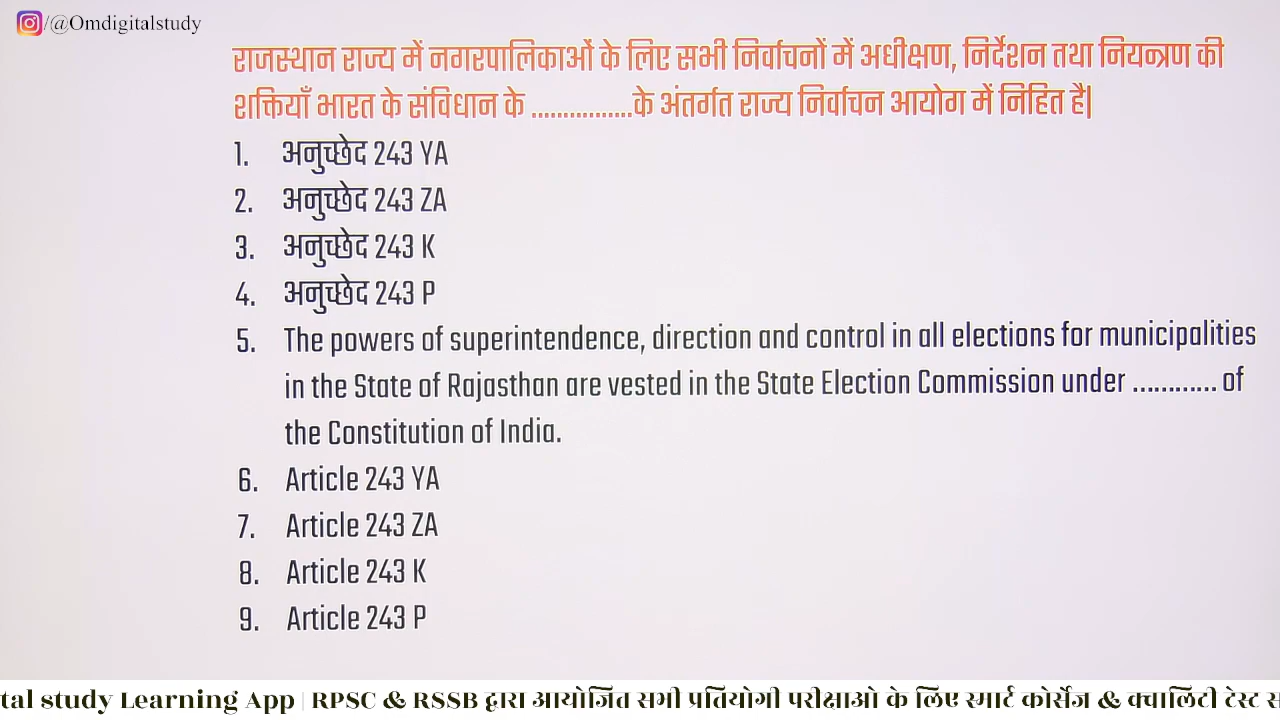 /@Omdigitalstudy
राजस्थान राज्य में नगरपालिकाओं के लिए सभी निर्वाचनों में अधीक्षण, निर्देशन तथा नियन्त्रण की
शक्तियाँ भारत के संविधान के ................के अंतर्गत राज्य निर्वाचन आयोग में निहित है|
1. अनुच्छेद 243 YA
2. अनुच्छेद 243 ZA
3. अनुच्छेद 243 K
4. अनुच्छेद 243 P
5. The powers of superintendence, direction and control in all elections for municipalities
in the State of Rajasthan are vested in the State Election Commission under ............ of
the Constitution of India.
6. Article 243 YA
7. Article 243 ZA
8. Article 243 K
9. Article 243 P
tal study Learning App | RPSC & RSSB द्वारा आयोजित सभी प्रतियोगी परीक्षाओ के लिए स्मार्ट कोर्सेज & क्वालिटी टेस्ट स